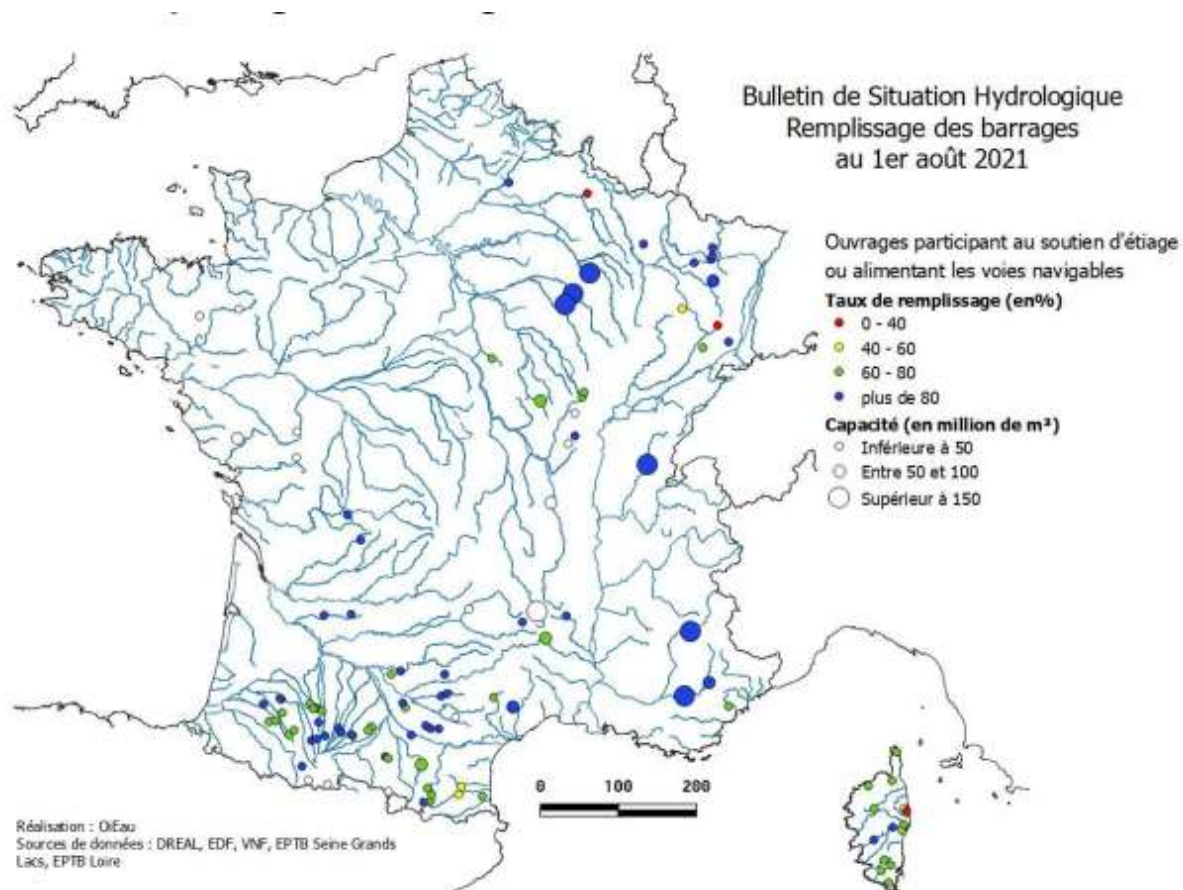 Bulletin de Situation Hydrologique
Remplissage des barrages
au 1er août 2021
Ouvrages participant au soutien d'étiage
ou alimentant les voies navigables
Taux de remplissage (en%)
0 - 40
40 - 60
60 - 80
plus de 80
Capacité (en million de m³)
Inférieure à 50
Entre 50 et 100
Supérieur à 150
0 100 200
Réalisation : OiEau
Sources de données : DREAL, EDF, VNF, EPTB Seine Grands
Lacs, EPTB Loire